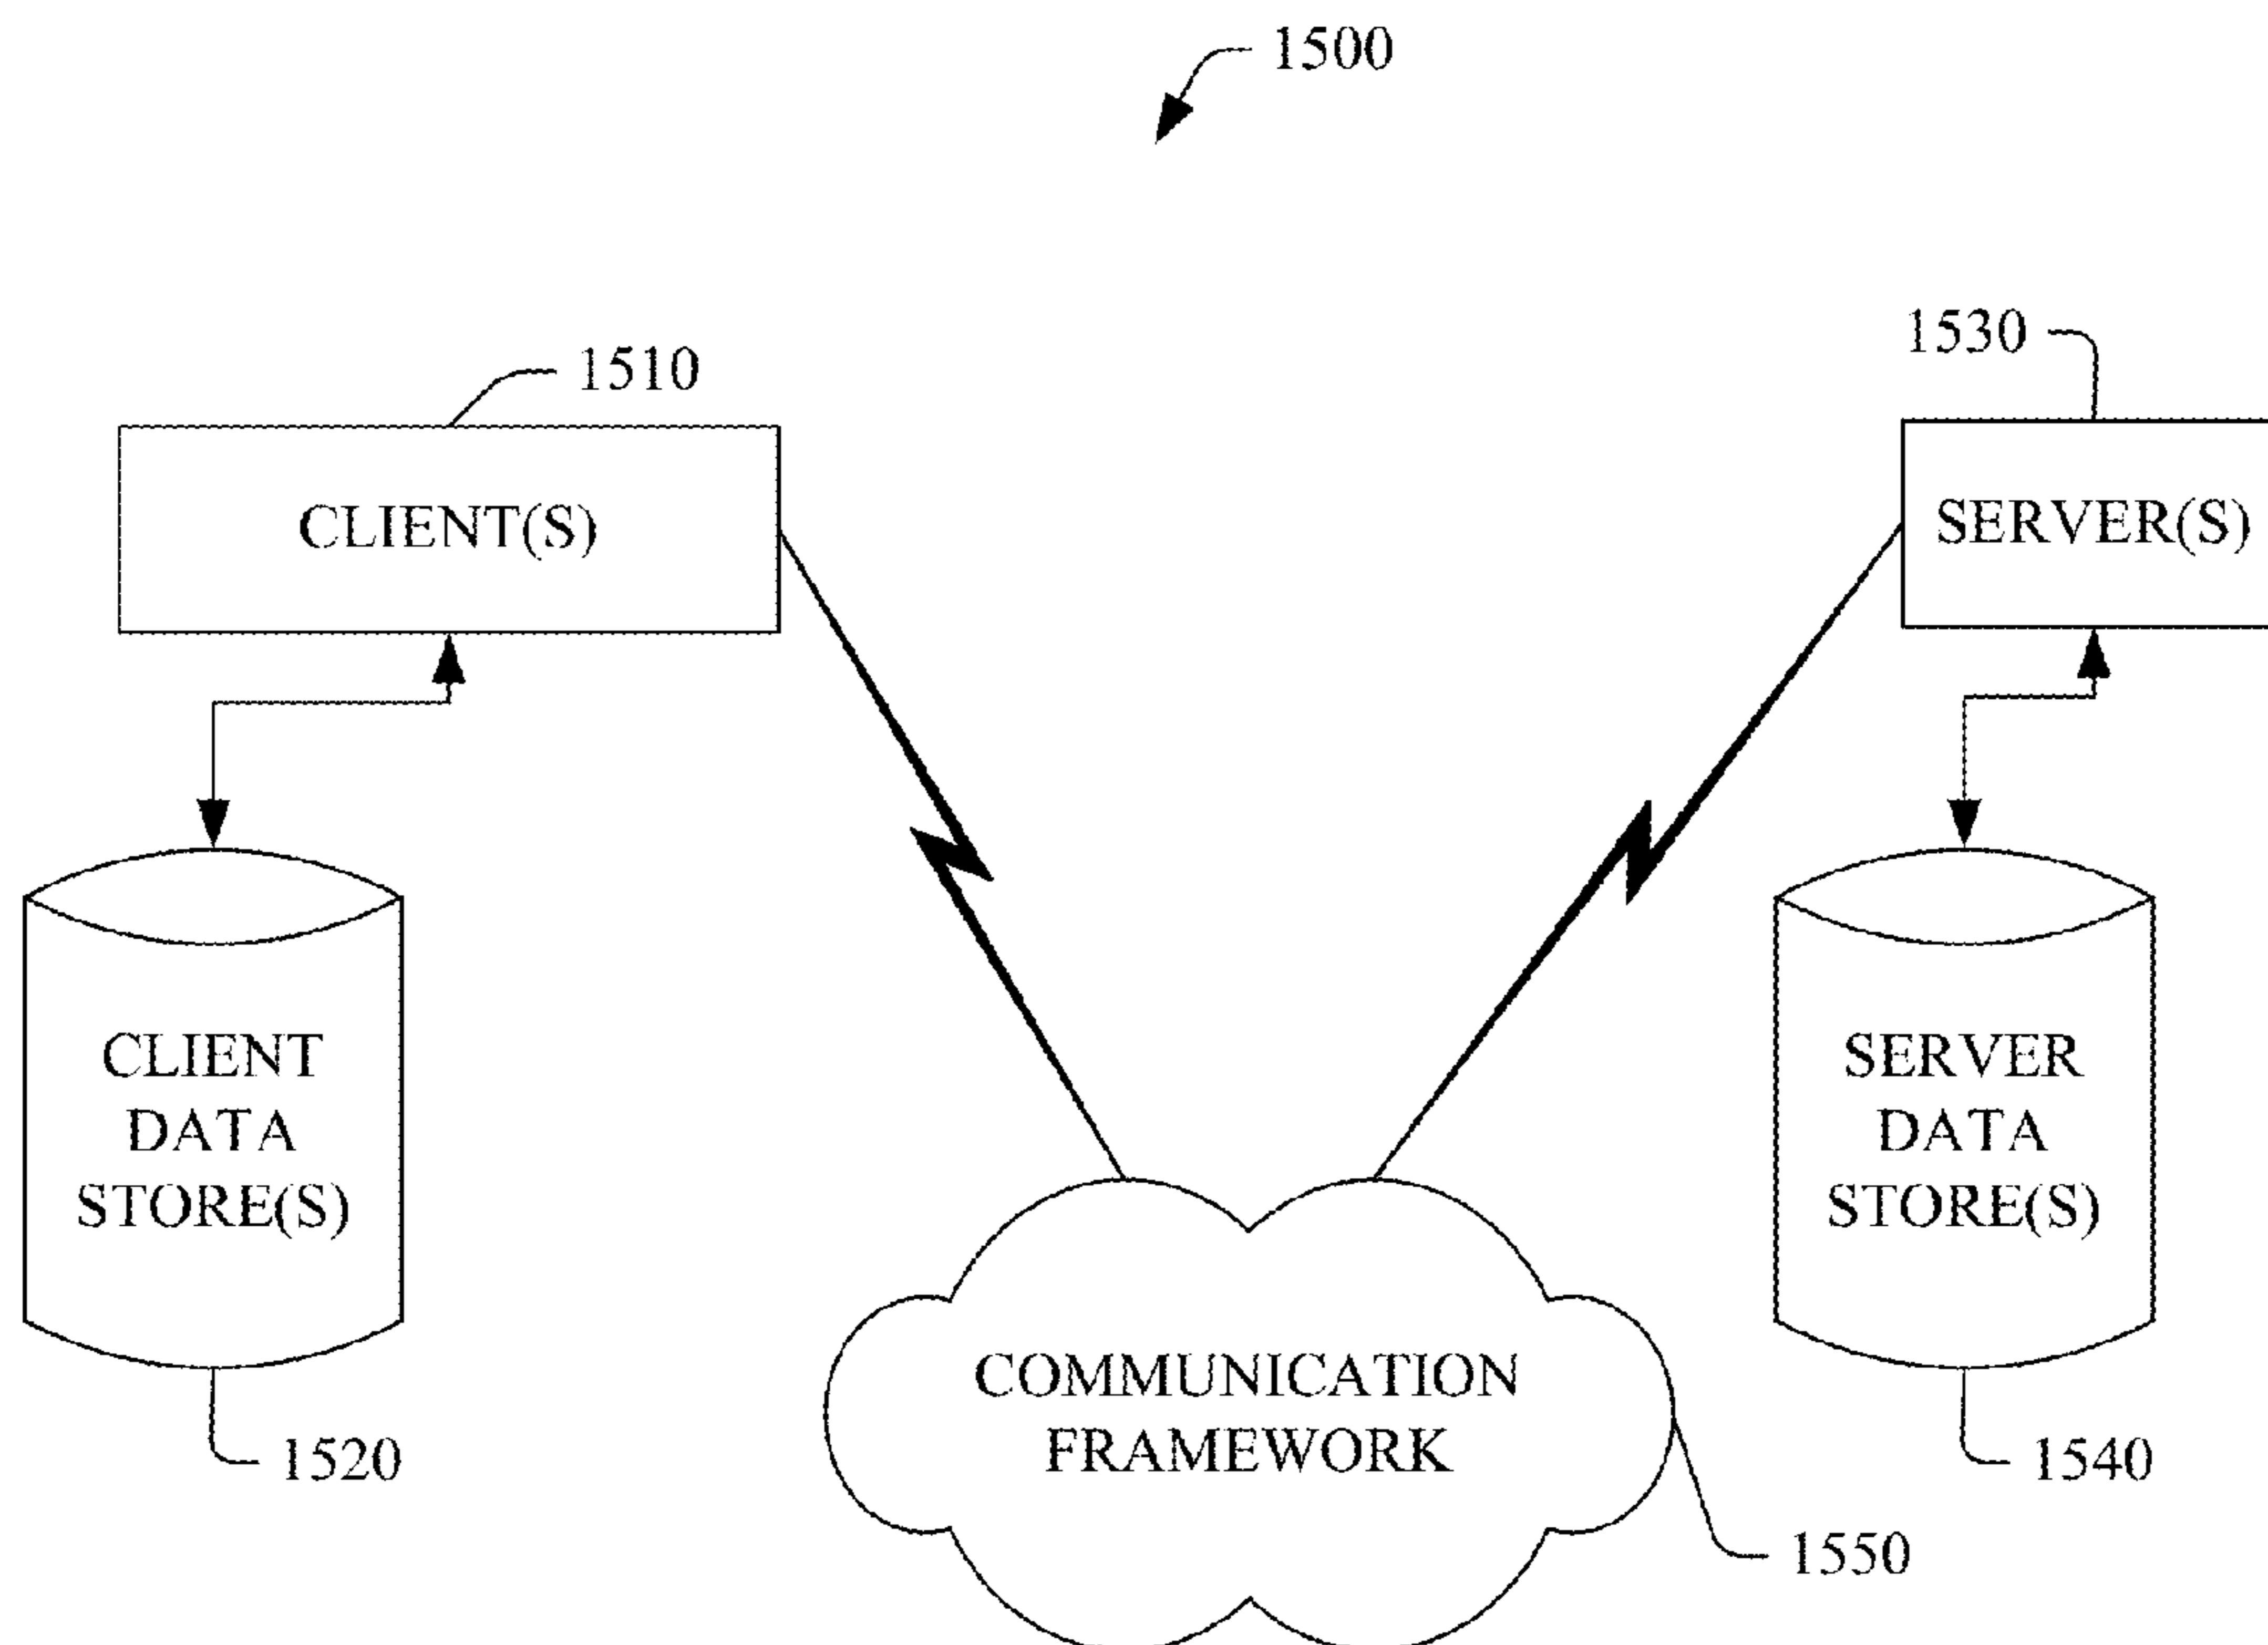 1500
1510
1530
CLIENT(S)
SERVER(S)
CLIENT
DATA
STORE(S)
SERVER
DATA
STORE(S)
COMMUNICATION
FRAMEWORK
1520
1540
1550